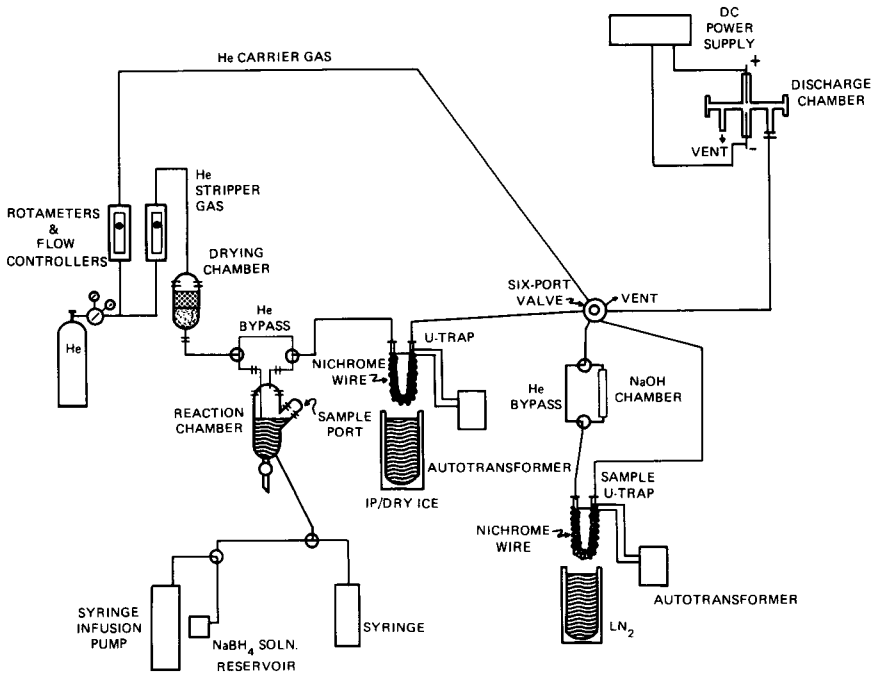 DC
POWER
SUPPLY
+
He CARRIER GAS
DISCHARGE
CHAMBER
VENT
-
He
STRIPPER
GAS
ROTAMETERS
&
FLOW
CONTROLLERS
DRYING
CHAMBER
SIX-PORT
VALVE
VENT
He
BYPASS
He
U-TRAP
NICHROME
WIRE
He
BYPASS
NaOH
CHAMBER
REACTION
CHAMBER
SAMPLE
PORT
AUTOTRANSFORMER
SAMPLE
U-TRAP
IP/DRY ICE
NICHROME
WIRE
AUTOTRANSFORMER
SYRINGE
INFUSION
PUMP
SYRINGE
LN₂
NaBH₄ SOLN.
RESERVOIR